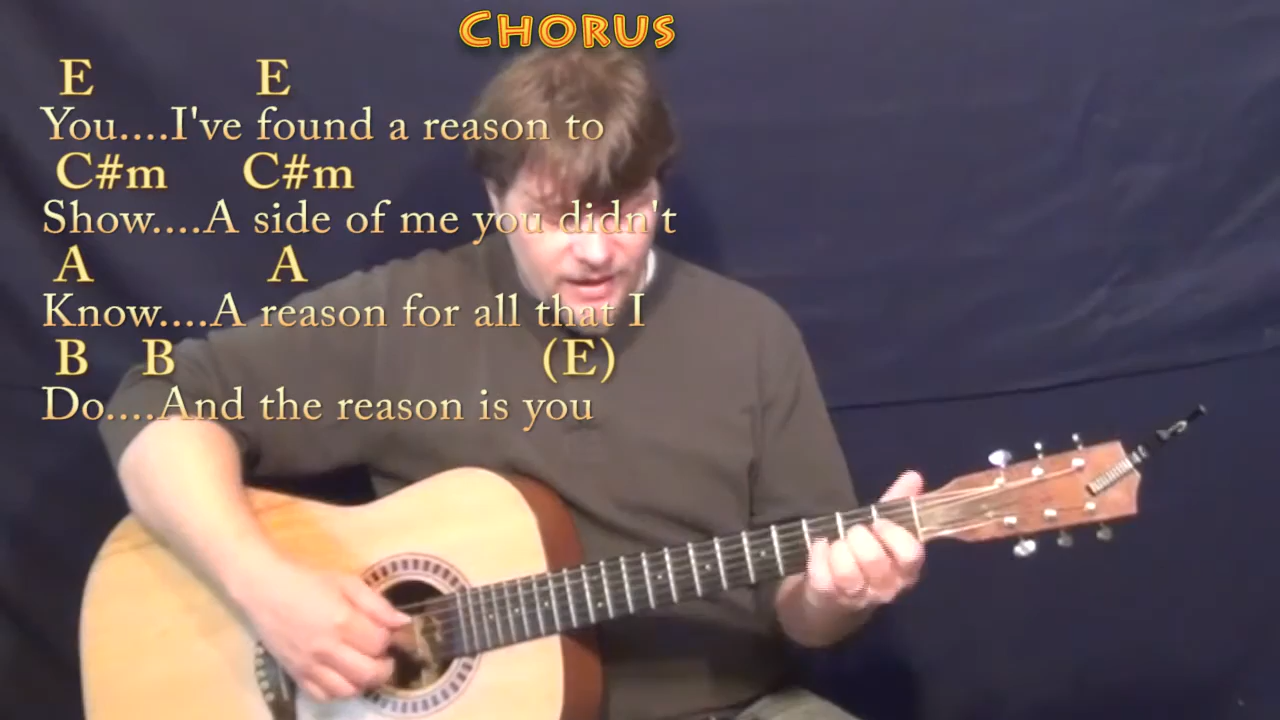 CHORUS
E E
You....I've found a reason to
C#m C#m
Show....A side of me you didn't
A A
Know....A reason for all that I
B B (E)
Do....And the reason is you